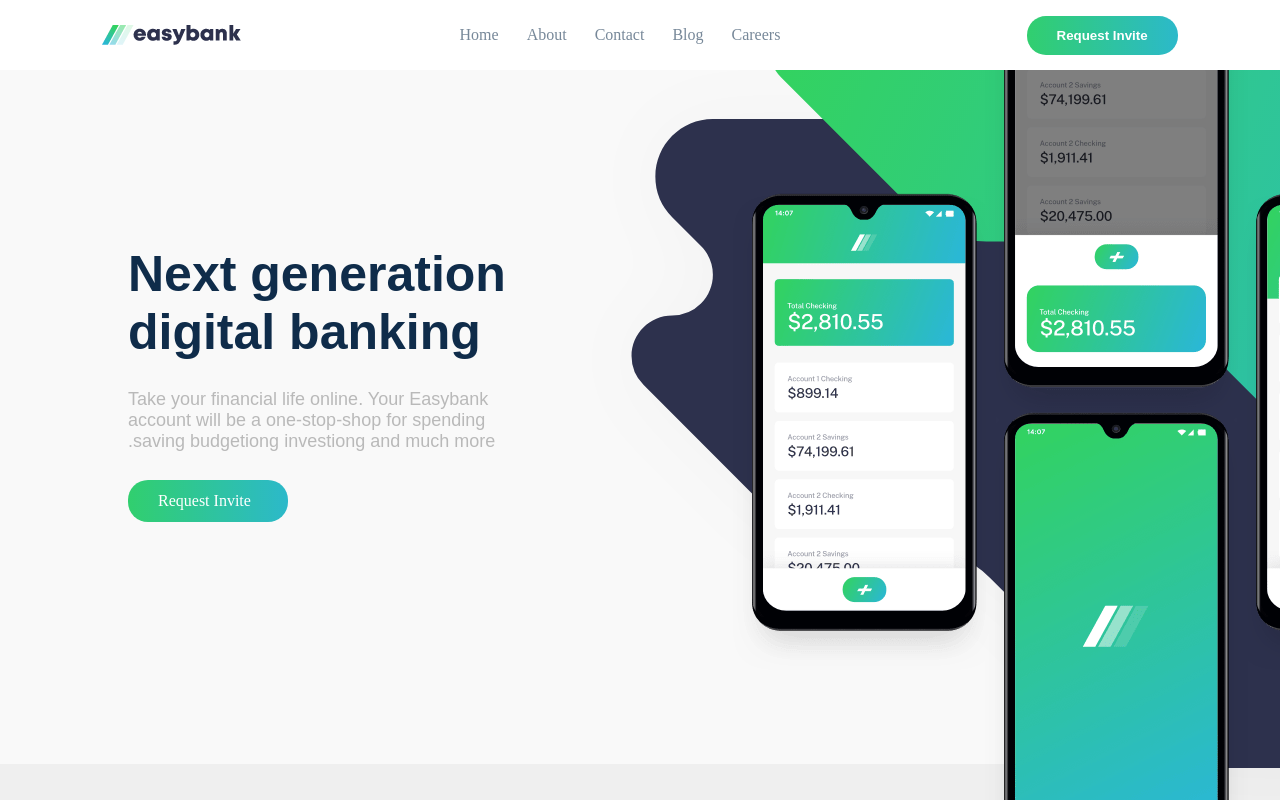 easybank
Home
About
Contact
Blog
Careers
Request Invite
Next generation
digital banking
Take your financial life online. Your Easybank
account will be a one-stop-shop for spending
.saving budgetiong investiong and much more
Request Invite
14:07
Total Checking
$2,810.55
Account 1 Checking
$899.14
Account 2 Savings
$74,199.61
Account 2 Checking
$1,911.41
Account 2 Savings
$20,475.00
Account 2 Savings
$74,199.61
Account 2 Checking
$1,911.41
Account 2 Savings
$20,475.00
Total Checking
$2,810.55
14:07